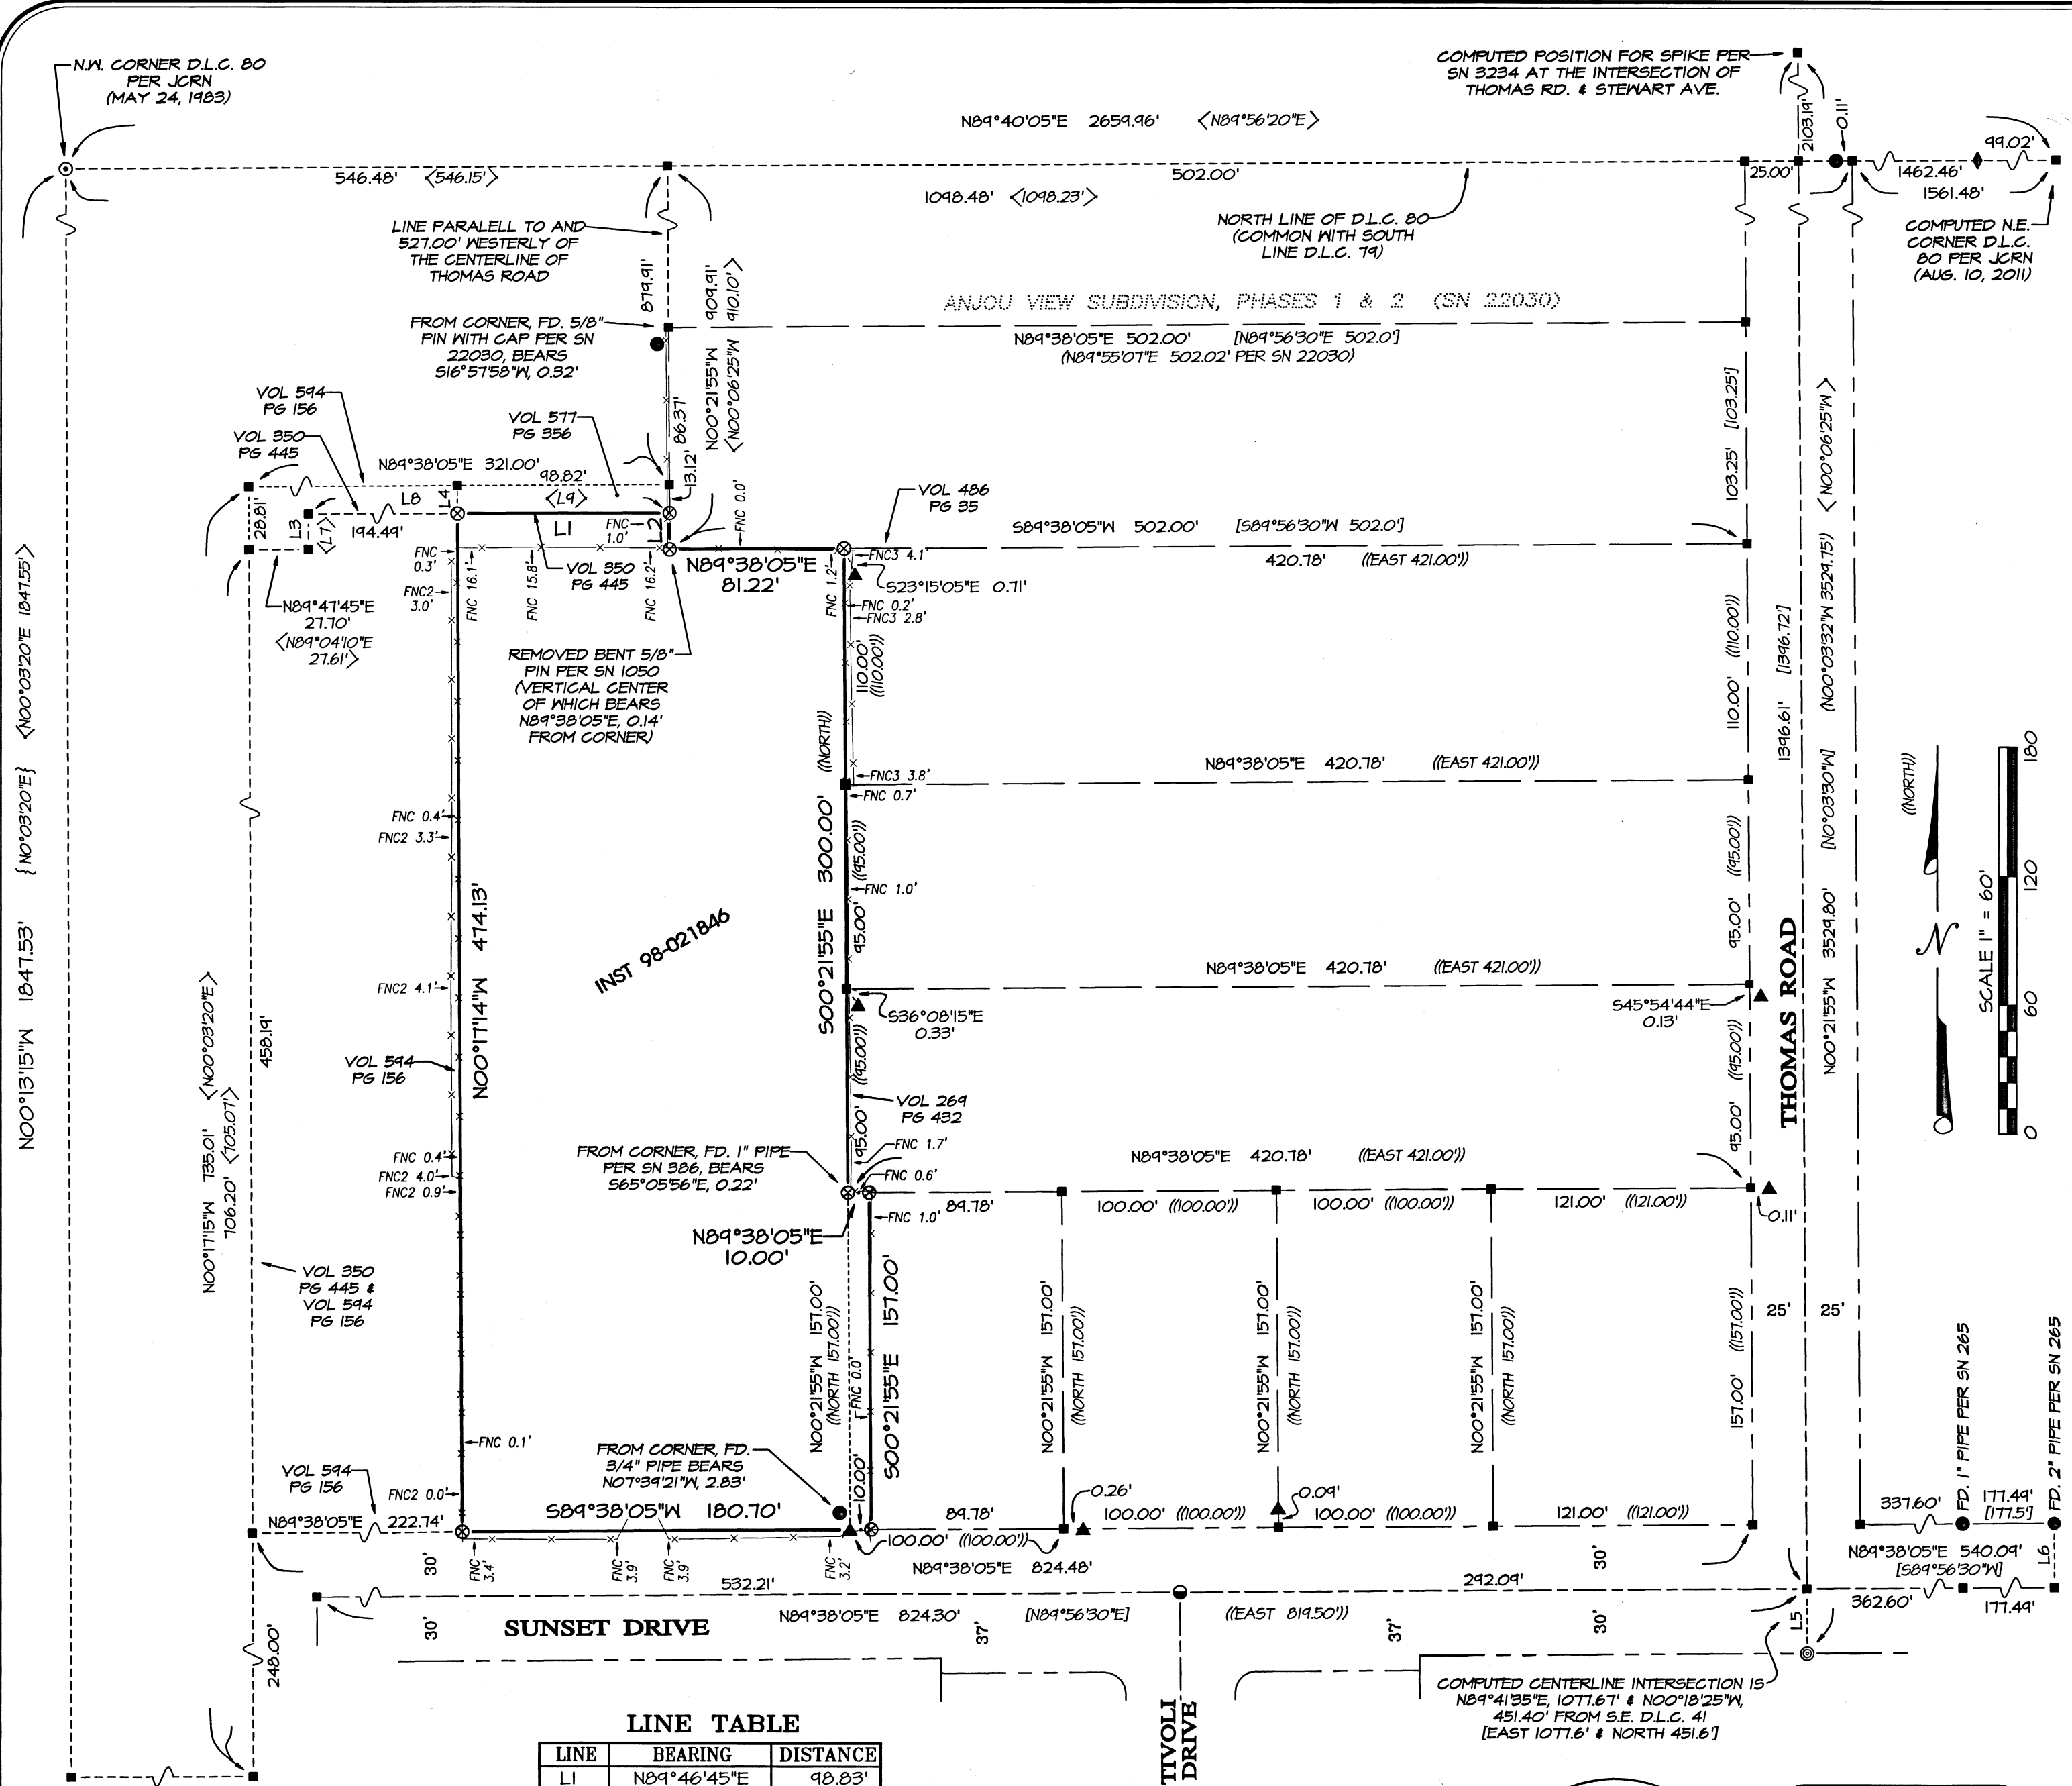 N.W. CORNER D.L.C. 80
PER JCRN
(MAY 24, 1983)
COMPUTED POSITION FOR SPIKE PER
SN 3234 AT THE INTERSECTION OF
THOMAS RD. & STEWART AVE.
N89°40'05"E 2659.96' <N89°56'20"E>
2103.19'
0.11'
99.02'
546.48' <546.15'>
502.00'
25.00'
1462.46'
1561.48'
1098.48' <1098.23'>
LINE PARALELL TO AND
527.00' WESTERLY OF
THE CENTERLINE OF
THOMAS ROAD
NORTH LINE OF D.L.C. 80
(COMMON WITH SOUTH
LINE D.L.C. 79)
COMPUTED N.E.
CORNER D.L.C.
80 PER JCRN
(AUG. 10, 2011)
879.91'
N00°21'55"W 909.91'
<N00°06'25"W 910.10'>
ANJOU VIEW SUBDIVISION, PHASES 1 & 2 (SN 22030)
FROM CORNER, FD. 5/8"
PIN WITH CAP PER SN
22030, BEARS
S16°57'58"W, 0.32'
N89°38'05"E 502.00' [N89°56'30"E 502.0']
(N89°55'07"E 502.02' PER SN 22030)
VOL 594
PG 156
VOL 577
PG 356
86.37'
103.25' [103.25']
VOL 350
PG 445
N89°38'05"E 321.00'
98.82'
13.12'
L8
L4
<L9>
28.81'
L3
<L7>
194.49'
L1
L2
FNC
1.0'
FNC 0.0'
VOL 486
PG 35
S89°38'05"W 502.00' [S89°56'30"W 502.0']
420.78' ((EAST 421.00'))
FNC
0.3'
FNC 16.1'
FNC 15.8'
VOL 350
PG 445
FNC 16.2'
N89°38'05"E
81.22'
FNC 1.2'
FNC3 4.1'
S23°15'05"E 0.71'
FNC2
3.0'
FNC 0.2'
FNC3 2.8'
N89°47'45"E
27.70'
<N89°04'10"E
27.61'>
REMOVED BENT 5/8"
PIN PER SN 1050
(VERTICAL CENTER
OF WHICH BEARS
N89°38'05"E, 0.14'
FROM CORNER)
110.00'
((110.00'))
((NORTH))
110.00' ((110.00'))
1396.61' [1396.72']
N00°21'55"W 3529.80' [N0°03'30"W] (N00°03'32"W 3529.75') <N00°06'25"W>
N00°13'15"W 1847.53' {N0°03'20"E} <N00°03'20"E 1847.55'>
FNC3 3.8'
FNC 0.7'
N89°38'05"E 420.78' ((EAST 421.00'))
FNC 0.4'
FNC2 3.3'
S00°21'55"E 300.00'
95.00' ((95.00'))
FNC 1.0'
95.00' ((95.00'))
((NORTH))
N
SCALE 1" = 60'
0 60 120 180
N00°17'14"W 474.13'
INST 98-021846
FNC2 4.1'
N89°38'05"E 420.78' ((EAST 421.00'))
S36°08'15"E
0.33'
S45°54'44"E
0.13'
THOMAS ROAD
N00°17'15"W 735.01' <N00°03'20"E>
706.20' <705.07'>
458.19'
VOL 594
PG 156
95.00' ((95.00'))
VOL 269
PG 432
95.00' ((95.00'))
FROM CORNER, FD. 1" PIPE
PER SN 386, BEARS
S65°05'56"E, 0.22'
FNC 0.4'
FNC2 4.0'
FNC2 0.9'
FNC 1.7'
FNC 0.6'
N89°38'05"E 420.78' ((EAST 421.00'))
89.78'
100.00' ((100.00'))
100.00' ((100.00'))
121.00' ((121.00'))
0.11'
FNC 1.0'
N89°38'05"E
10.00'
VOL 350
PG 445 &
VOL 594
PG 156
N00°21'55"W 157.00'
((NORTH 157.00'))
FNC 0.0'
S00°21'55"E 157.00'
N00°21'55"W 157.00'
((NORTH 157.00'))
N00°21'55"W 157.00'
((NORTH 157.00'))
N00°21'55"W 157.00'
((NORTH 157.00'))
157.00' ((157.00'))
25' 25'
FD. 1" PIPE PER SN 265
FD. 2" PIPE PER SN 265
FNC 0.1'
FROM CORNER, FD.
3/4" PIPE BEARS
N07°39'21"W, 2.83'
VOL 594
PG 156
FNC2 0.0'
10.00'
N89°38'05"E 222.74'
S89°38'05"W 180.70'
89.78'
0.26'
100.00' ((100.00'))
0.09'
100.00' ((100.00'))
121.00' ((121.00'))
337.60'
177.49'
[177.5']
100.00' ((100.00'))
30'
FNC
3.4'
FNC
3.9'
FNC
3.9'
FNC
3.2'
N89°38'05"E 824.48'
30'
N89°38'05"E 540.09'
[S89°56'30"W]
L6
532.21'
292.09'
362.60'
177.49'
N89°38'05"E 824.30' [N89°56'30"E] ((EAST 819.50'))
30'
SUNSET DRIVE
37'
37'
30'
L5
248.00'
COMPUTED CENTERLINE INTERSECTION IS
N89°41'35"E, 1077.67' & N00°18'25"W,
451.40' FROM S.E. D.L.C. 41
[EAST 1077.6' & NORTH 451.6']
TIVOLI
DRIVE
LINE TABLE
LINE BEARING DISTANCE
L1 N89°46'45"E 98.83'